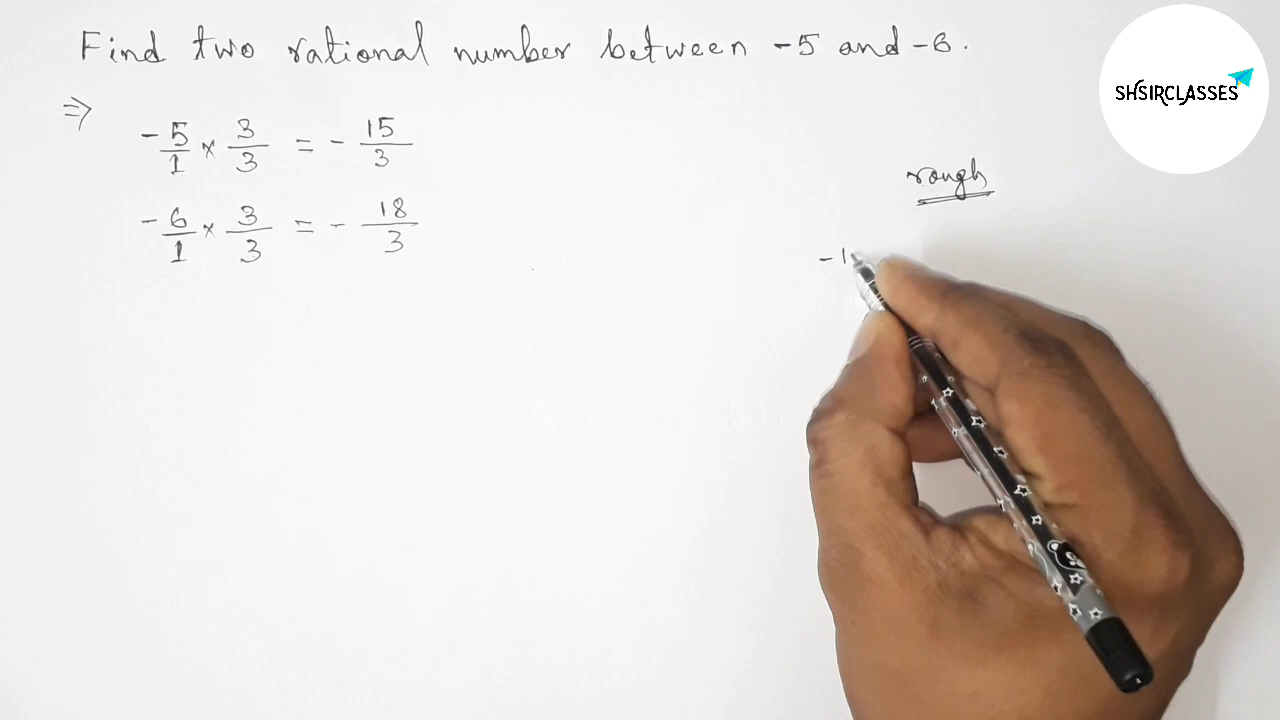 Find two rational number between -5 and -6.
SHSIRCLASSES
⇒ -5/1 × 3/3 = - 15/3
rough
-6/1 × 3/3 = - 18/3
-1